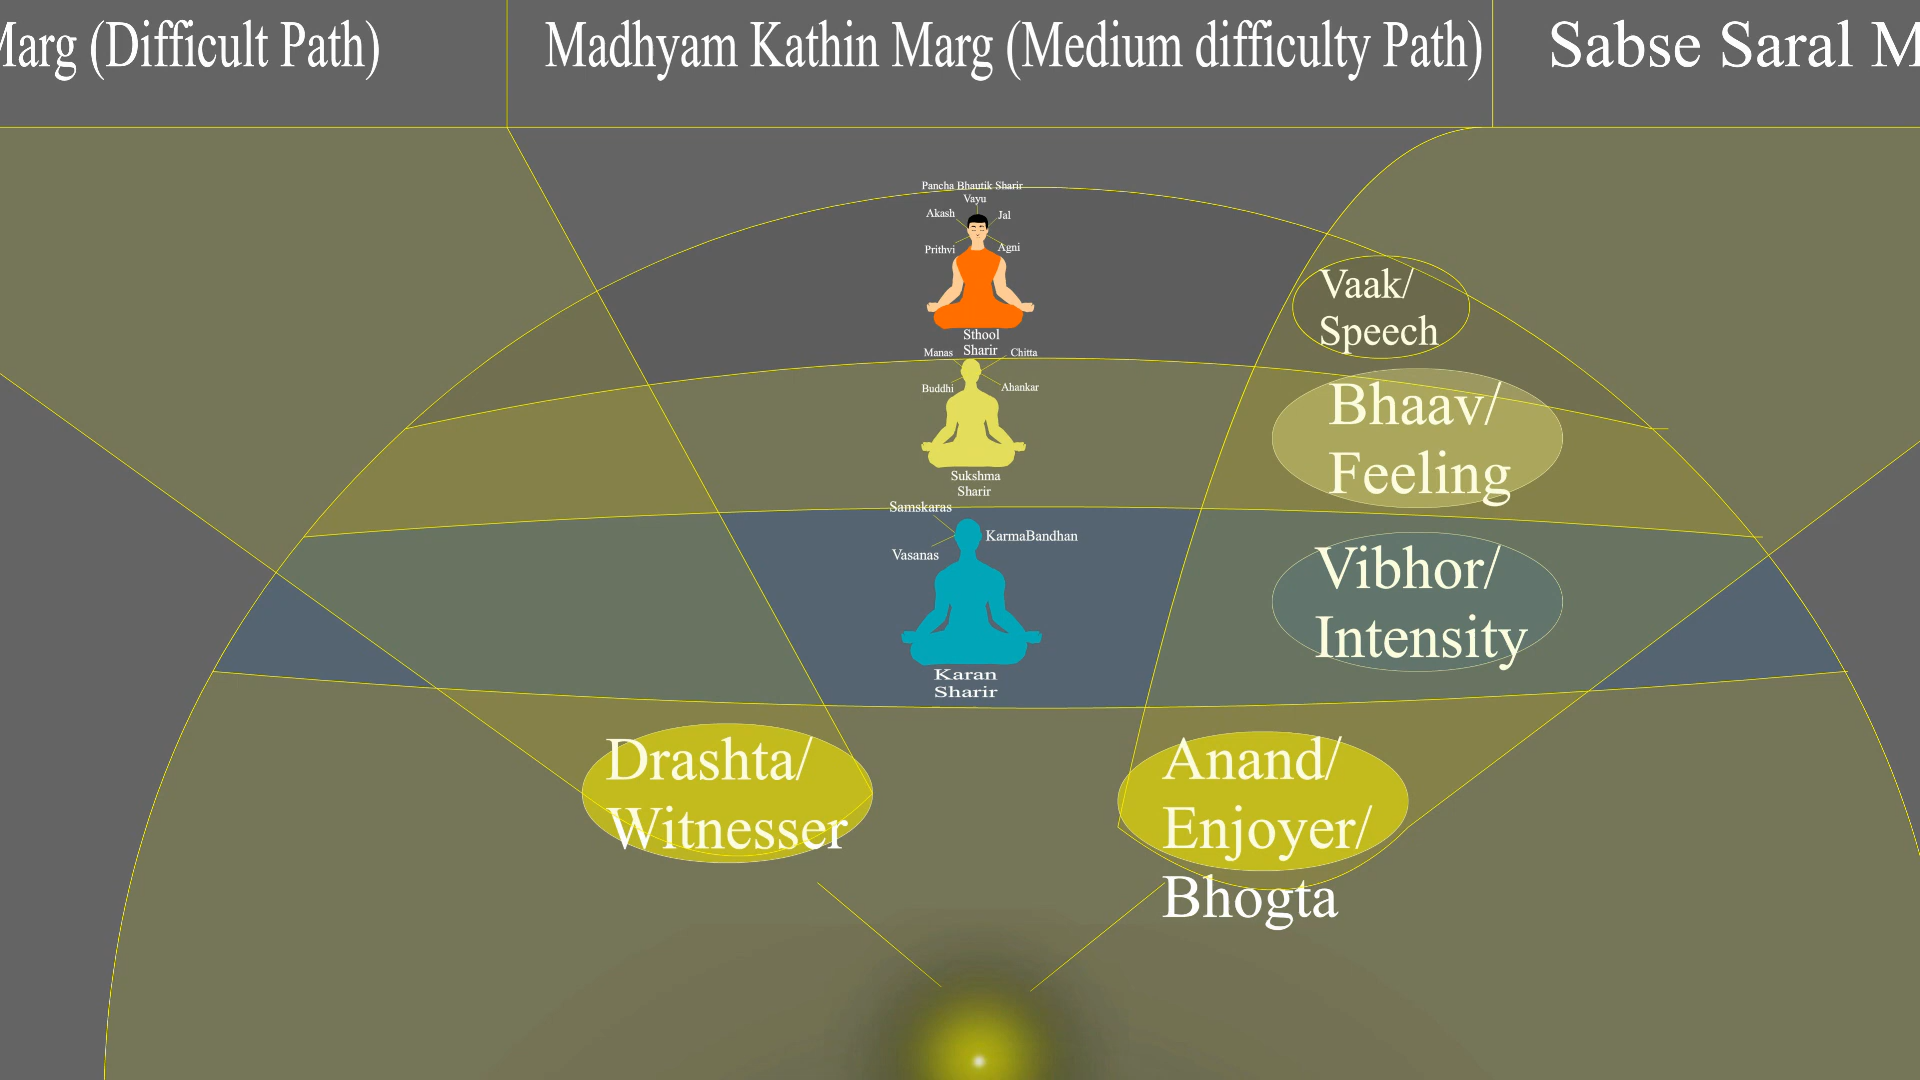 Marg (Difficult Path)
Madhyam Kathin Marg (Medium difficulty Path)
Sabse Saral M
Pancha Bhautik Sharir
Vayu
Akash
Jal
Prithvi
Agni
Sthool
Sharir
Manas
Chitta
Buddhi
Ahankar
Sukshma
Sharir
Samskaras
KarmaBandhan
Vasanas
Karan
Sharir
Vaak/
Speech
Bhaav/
Feeling
Vibhor/
Intensity
Drashta/
Witnesser
Anand/
Enjoyer/
Bhogta